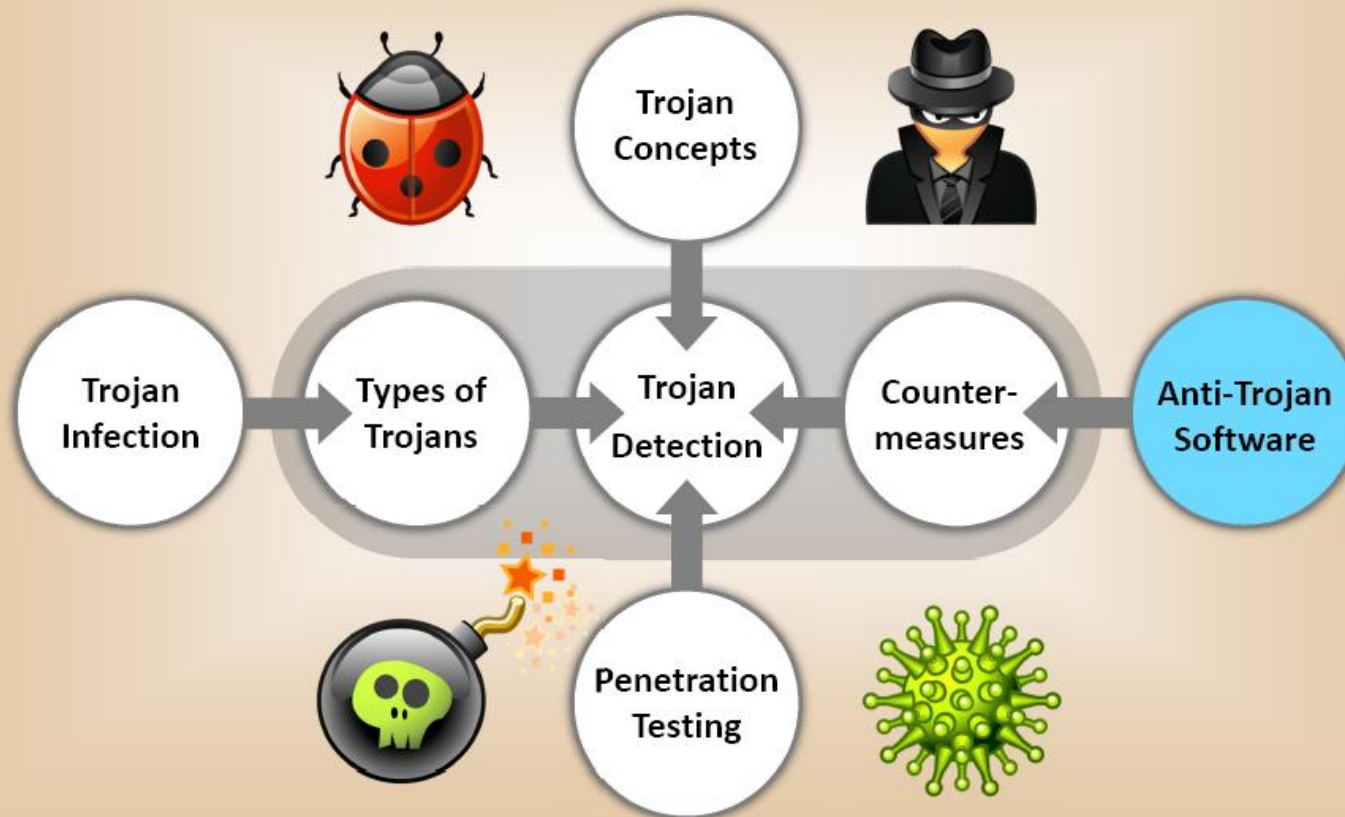 Trojan
Concepts
Trojan
Infection
Types of
Trojans
Trojan
Detection
Counter-
measures
Anti-Trojan
Software
Penetration
Testing